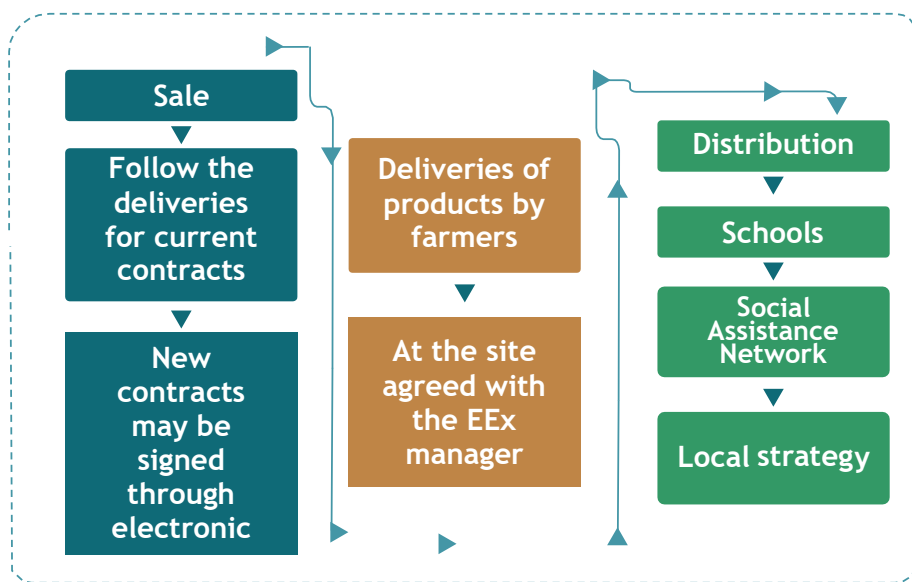 Sale
Follow the
deliveries
for current
contracts
New
contracts
may be
signed
through
electronic
Deliveries of
products by
farmers
At the site
agreed with
the EEx
manager
Distribution
Schools
Social
Assistance
Network
Local strategy